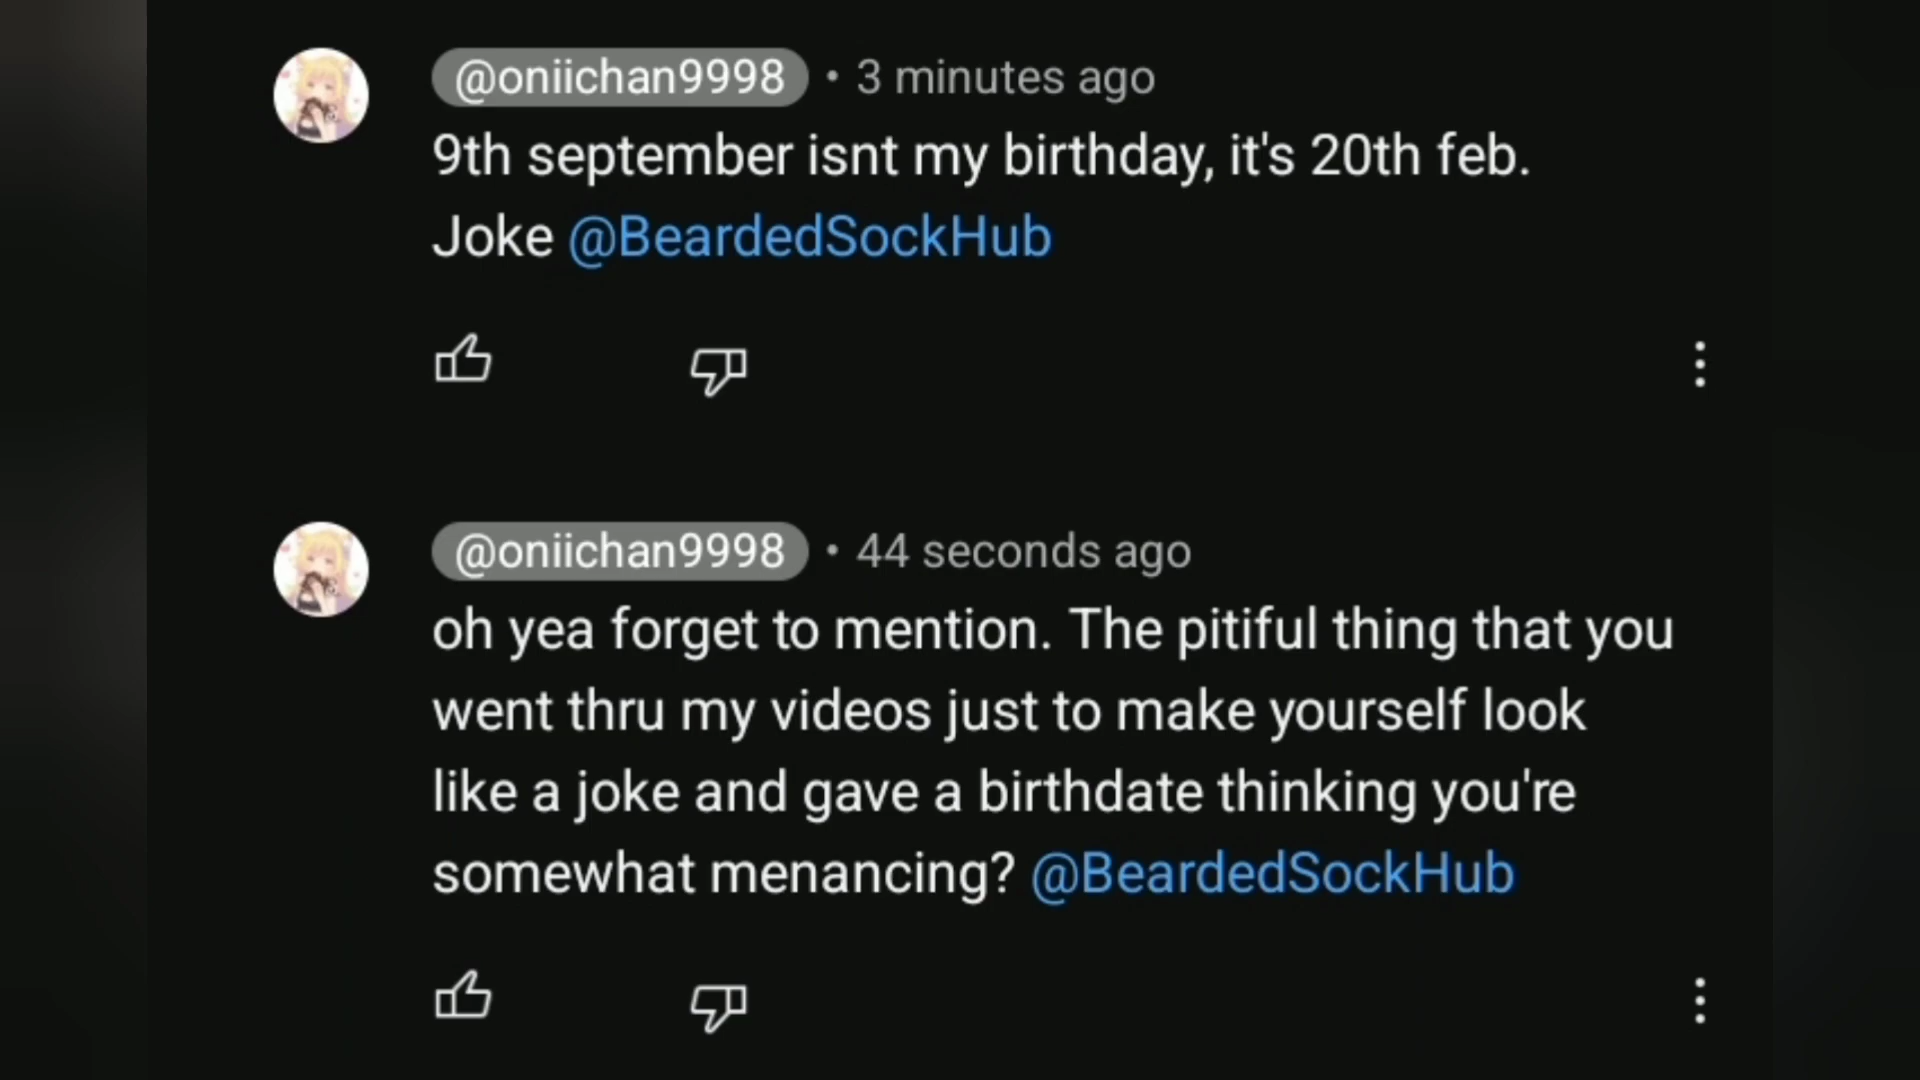 @oniichan9998 • 3 minutes ago
9th september isnt my birthday, it's 20th feb.
Joke @BeardedSockHub
@oniichan9998 • 44 seconds ago
oh yea forget to mention. The pitiful thing that you
went thru my videos just to make yourself look
like a joke and gave a birthdate thinking you're
somewhat menancing? @BeardedSockHub